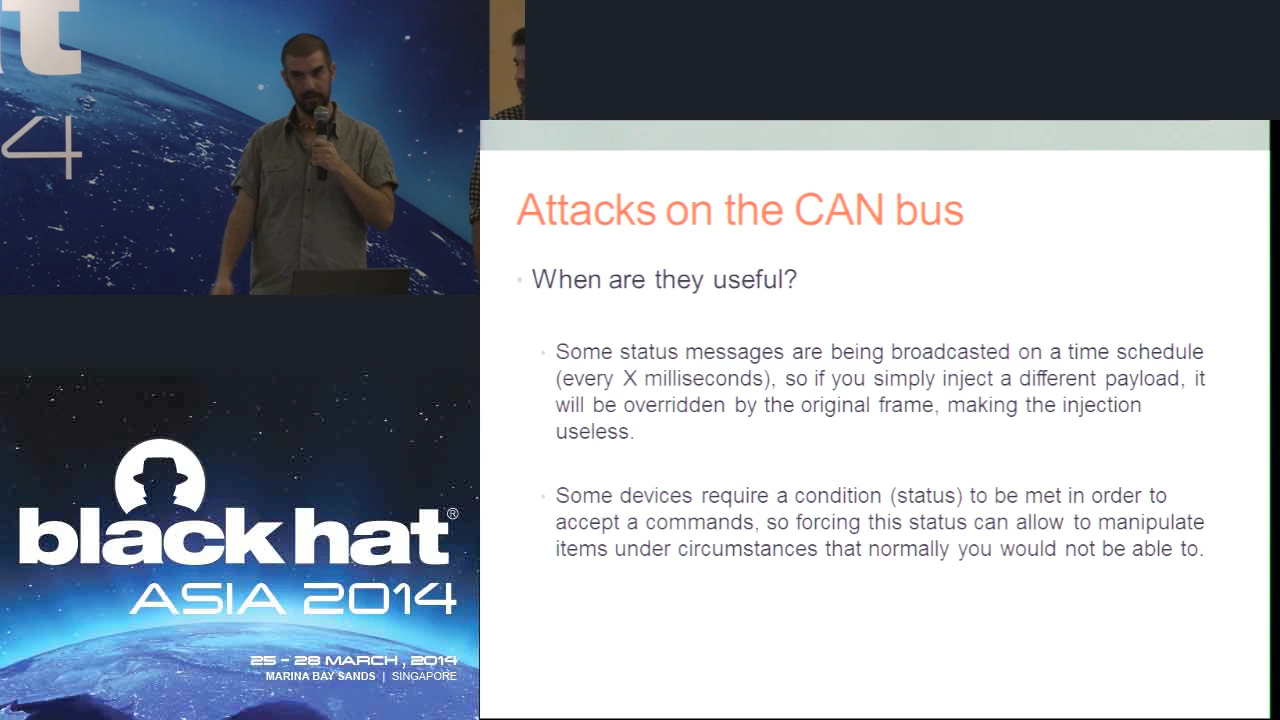 t
4
Attacks on the CAN bus
When are they useful?
Some status messages are being broadcasted on a time schedule
(every X milliseconds), so if you simply inject a different payload, it
will be overridden by the original frame, making the injection
useless.
Some devices require a condition (status) to be met in order to
accept a commands, so forcing this status can allow to manipulate
items under circumstances that normally you would not be able to.
black hat®
ASIA 2014
25 - 28 MARCH, 2014
MARINA BAY SANDS | SINGAPORE